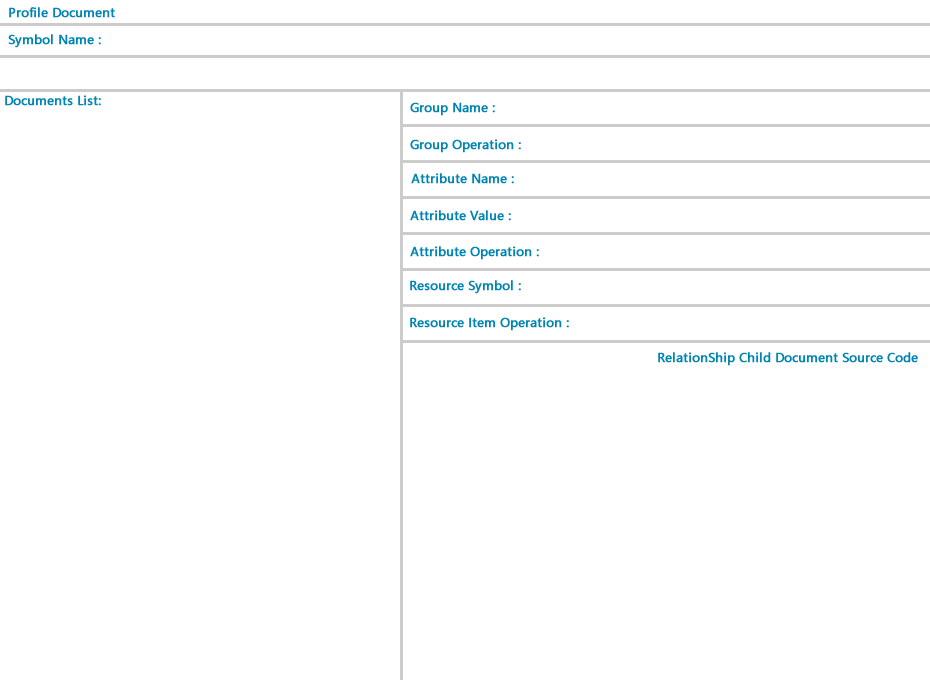 Profile Document
Symbol Name :
Documents List:
Group Name :
Group Operation :
Attribute Name :
Attribute Value :
Attribute Operation :
Resource Symbol :
Resource Item Operation :
RelationShip Child Document Source Code